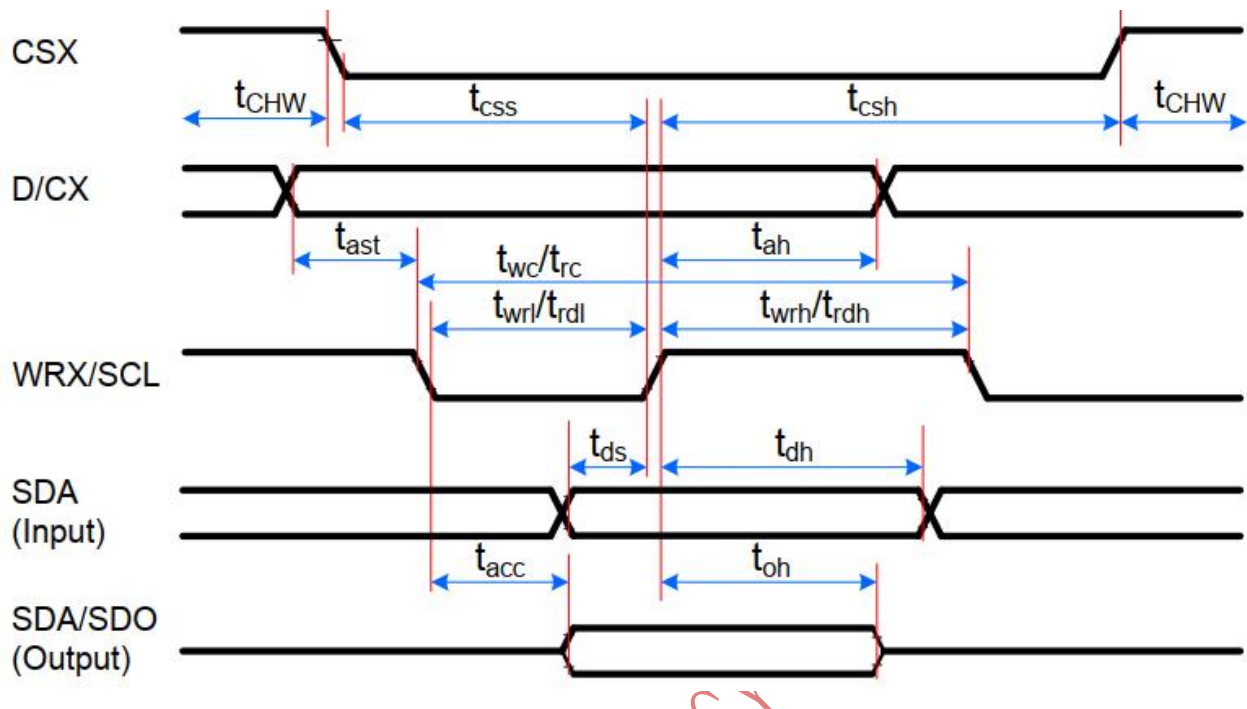 CSX
tCHW
tcss
tcsh
tCHW
D/CX
tast
tah
twc/trc
twrl/trdl
twrh/trdh
WRX/SCL
tds
tdh
SDA
(Input)
tacc
toh
SDA/SDO
(Output)